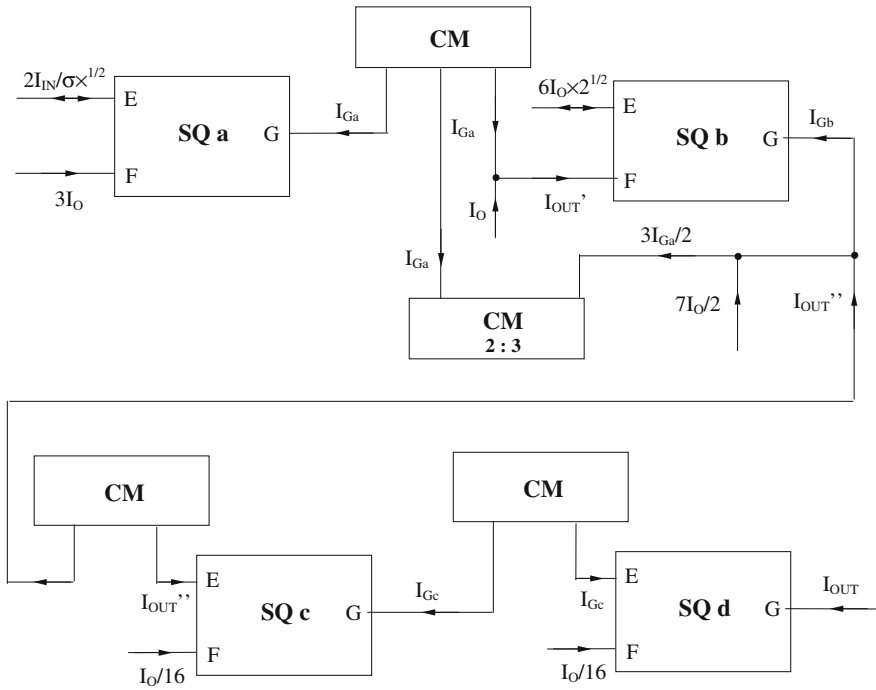 CM
2I_IN/σ×^1/2
E
SQ a
G
F
3I_O
I_Ga
I_Ga
I_Ga
6I_O×2^1/2
E
SQ b
G
F
I_Gb
I_O
I_OUT'
3I_Ga/2
7I_O/2
I_OUT''
CM
2 : 3
CM
CM
I_OUT''
E
SQ c
G
F
I_O/16
I_Gc
I_Gc
E
SQ d
G
F
I_O/16
I_OUT